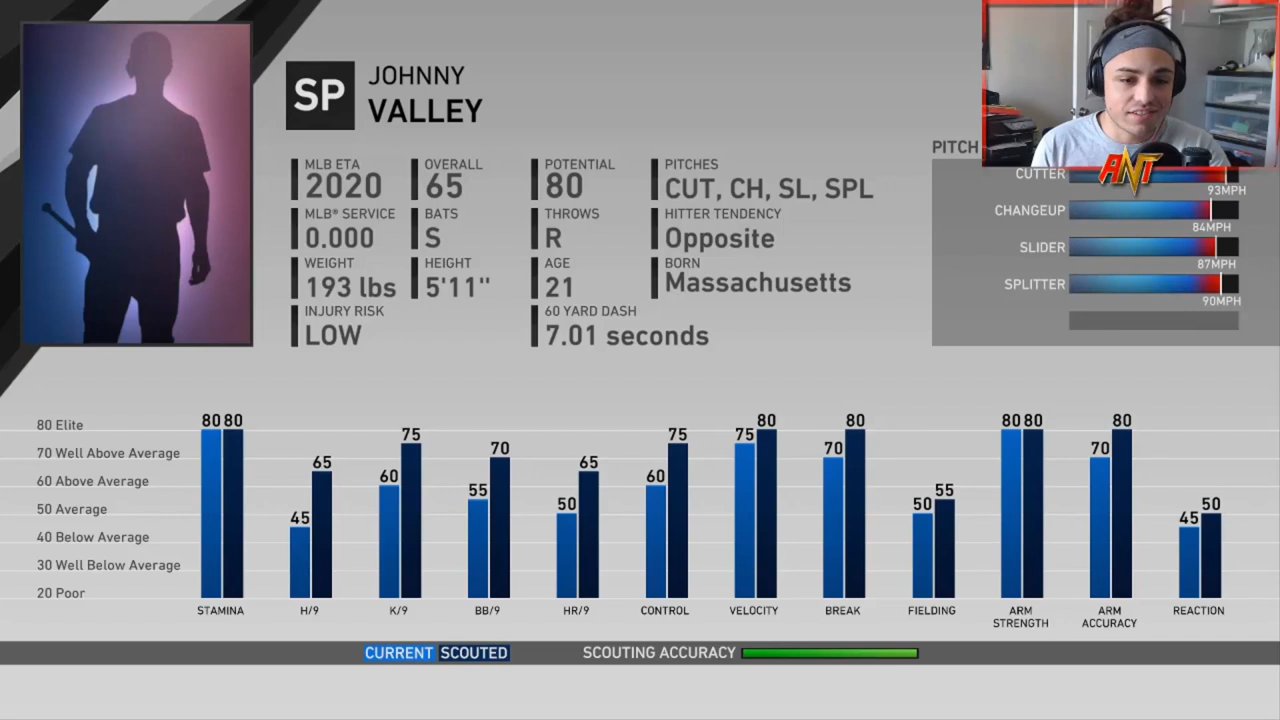 SP
JOHNNY
VALLEY
MLB ETA
2020
OVERALL
65
POTENTIAL
80
PITCHES
CUT, CH, SL, SPL
MLB® SERVICE
0.000
BATS
S
THROWS
R
HITTER TENDENCY
Opposite
WEIGHT
193 lbs
HEIGHT
5'11"
AGE
21
BORN
Massachusetts
INJURY RISK
LOW
60 YARD DASH
7.01 seconds
PITCH
ANT
CUTTER
93MPH
CHANGEUP
84MPH
SLIDER
87MPH
SPLITTER
90MPH
80 Elite
70 Well Above Average
60 Above Average
50 Average
40 Below Average
30 Well Below Average
20 Poor
80 80
45 65
60 75
55 70
50 65
60 75
75 80
70 80
50 55
80 80
70 80
45 50
STAMINA
H/9
K/9
BB/9
HR/9
CONTROL
VELOCITY
BREAK
FIELDING
ARM
STRENGTH
ARM
ACCURACY
REACTION
CURRENT SCOUTED
SCOUTING ACCURACY